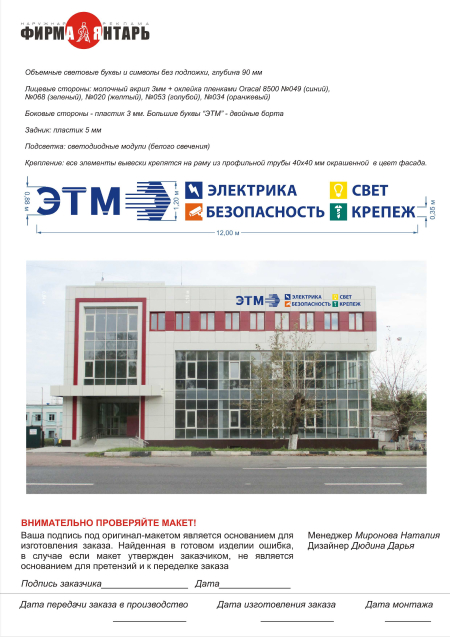 НАРУЖНАЯ РЕКЛАМА
ФИРМА ЯНТАРЬ
Объемные световые буквы и символы без подложки, глубина 90 мм
Лицевые стороны: молочный акрил 3мм + оклейка пленками Oracal 8500 №049 (синий),
№068 (зеленый), №020 (желтый), №053 (голубой), №034 (оранжевый)
Боковые стороны - пластик 3 мм. Большие буквы "ЭТМ" - двойные борта
Задник: пластик 5 мм
Подсветка: светодиодные модули (белого свечения)
Крепление: все элементы вывески крепятся на раму из профильной трубы 40х40 мм окрашенной в цвет фасада.
0,88 м
ЭТМ
1,20 м
ЭЛЕКТРИКА
СВЕТ
БЕЗОПАСНОСТЬ
КРЕПЕЖ
0,35 м
12,00 м
ЭТМ
ЭЛЕКТРИКА
СВЕТ
БЕЗОПАСНОСТЬ
КРЕПЕЖ
ВНИМАТЕЛЬНО ПРОВЕРЯЙТЕ МАКЕТ!
Ваша подпись под оригинал-макетом является основанием для
изготовления заказа. Найденная в готовом изделии ошибка,
в случае если макет утвержден заказчиком, не является
основанием для претензий и к переделке заказа
Менеджер Миронова Наталия
Дизайнер Дюдина Дарья
Подпись заказчика__________________ Дата____________________
Дата передачи заказа в производство
Дата изготовления заказа
Дата монтажа